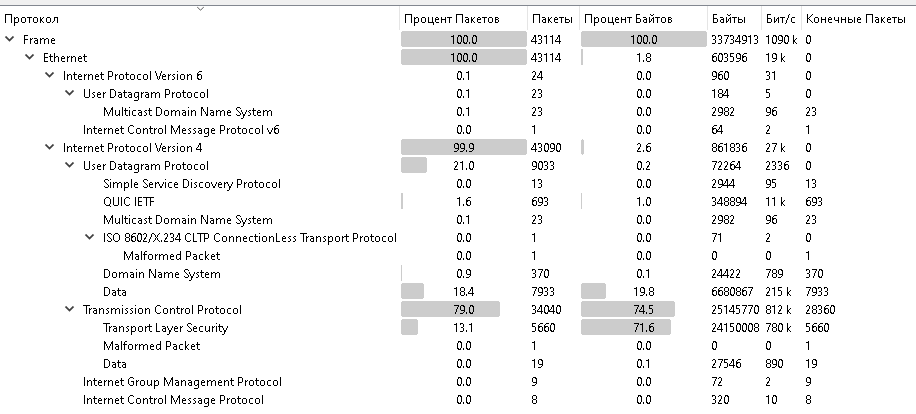 Протокол Процент Пакетов Пакеты Процент Байтов Байты Бит/с Конечные Пакеты
Frame 100.0 43114 100.0 33734913 1090 k 0
Ethernet 100.0 43114 1.8 603596 19 k 0
Internet Protocol Version 6 0.1 24 0.0 960 31 0
User Datagram Protocol 0.1 23 0.0 184 5 0
Multicast Domain Name System 0.1 23 0.0 2982 96 23
Internet Control Message Protocol v6 0.0 1 0.0 64 2 1
Internet Protocol Version 4 99.9 43090 2.6 861836 27 k 0
User Datagram Protocol 21.0 9033 0.2 72264 2336 0
Simple Service Discovery Protocol 0.0 13 0.0 2944 95 13
QUIC IETF 1.6 693 1.0 348894 11 k 693
Multicast Domain Name System 0.1 23 0.0 2982 96 23
ISO 8602/X.234 CLTP ConnectionLess Transport Protocol 0.0 1 0.0 71 2 0
Malformed Packet 0.0 1 0.0 0 0 1
Domain Name System 0.9 370 0.1 24422 789 370
Data 18.4 7933 19.8 6680867 215 k 7933
Transmission Control Protocol 79.0 34040 74.5 25145770 812 k 28360
Transport Layer Security 13.1 5660 71.6 24150008 780 k 5660
Malformed Packet 0.0 1 0.0 0 0 1
Data 0.0 19 0.1 27546 890 19
Internet Group Management Protocol 0.0 9 0.0 72 2 9
Internet Control Message Protocol 0.0 8 0.0 320 10 8